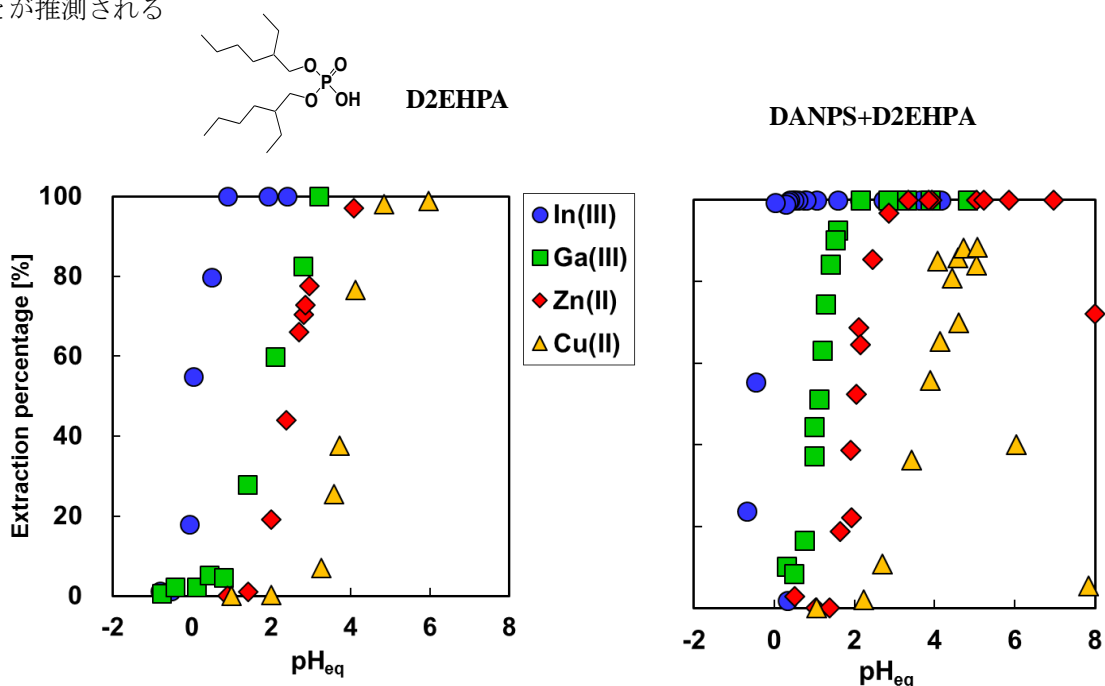 とが推測される
O
O
P
O
OH
D2EHPA
DANPS+D2EHPA
Extraction percentage [%]
100
80
60
40
20
0
-2 0 2 4 6 8
pHeq
In(III)
Ga(III)
Zn(II)
Cu(II)
-2 0 2 4 6 8
pHeq